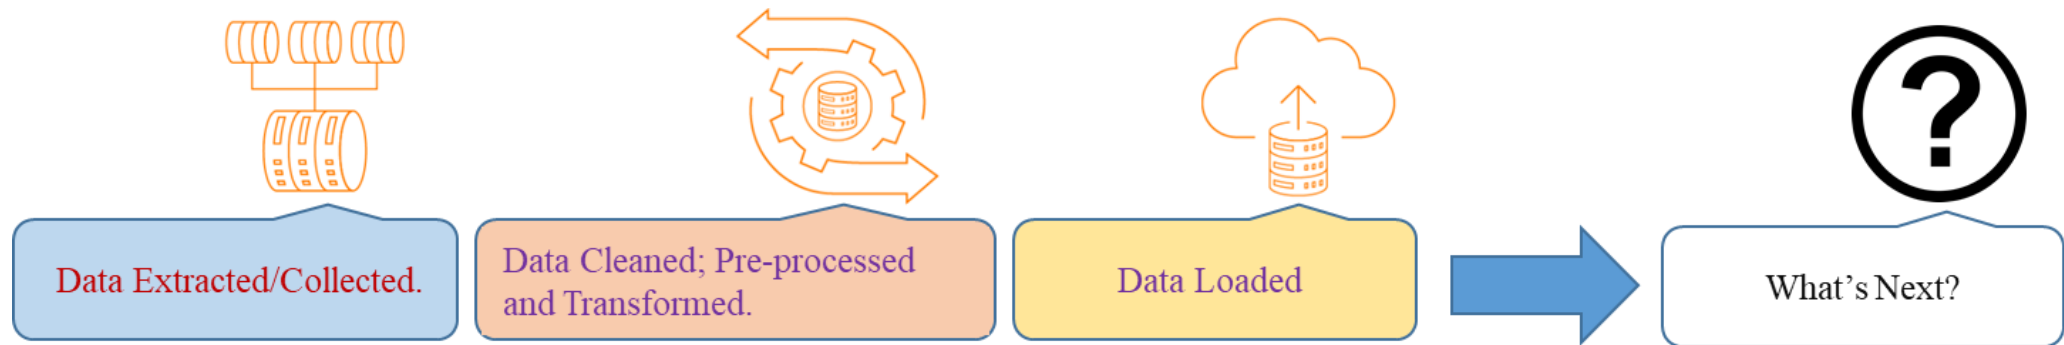 Data Extracted/Collected.
Data Cleaned; Pre-processed
and Transformed.
Data Loaded
What’s Next?
?